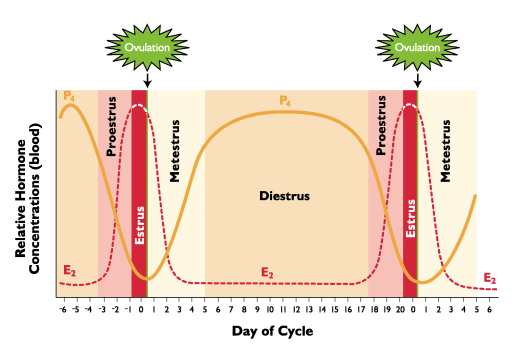 Ovulation
Ovulation
P4
P4
Proestrus
Estrus
Metestrus
Diestrus
Proestrus
Estrus
Metestrus
E2
E2
E2
Relative Hormone
Concentrations (blood)
-6 -5 -4 -3 -2 -1 0 1 2 3 4 5 6 7 8 9 10 11 12 13 14 15 16 17 18 19 20 0 1 2 3 4 5 6
Day of Cycle